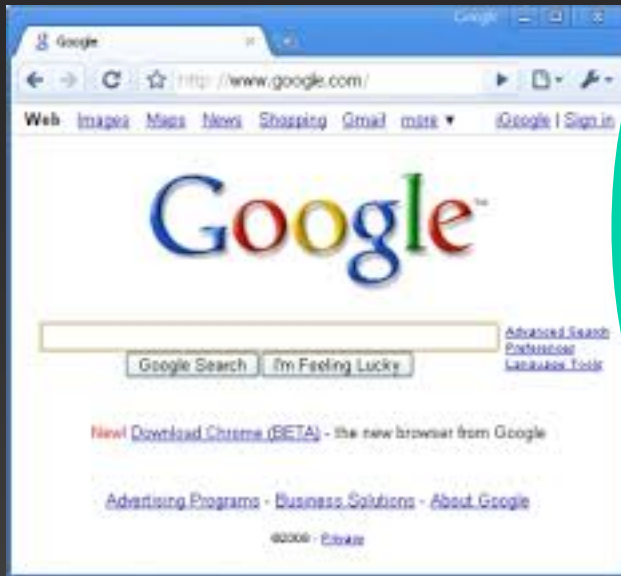 Google
Google
http://www.google.com/
Web Images Maps News Shopping Gmail more ▼ iGoogle | Sign in
Google™
Advanced Search
Preferences
Language Tools
Google Search I'm Feeling Lucky
New! Download Chrome (BETA) - the new browser from Google
Advertising Programs - Business Solutions - About Google
©2008 - Privacy